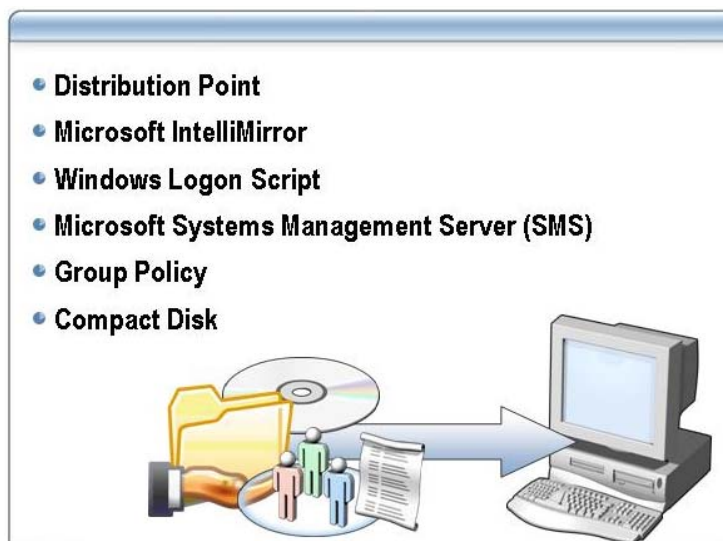 Distribution Point
Microsoft IntelliMirror
Windows Logon Script
Microsoft Systems Management Server (SMS)
Group Policy
Compact Disk